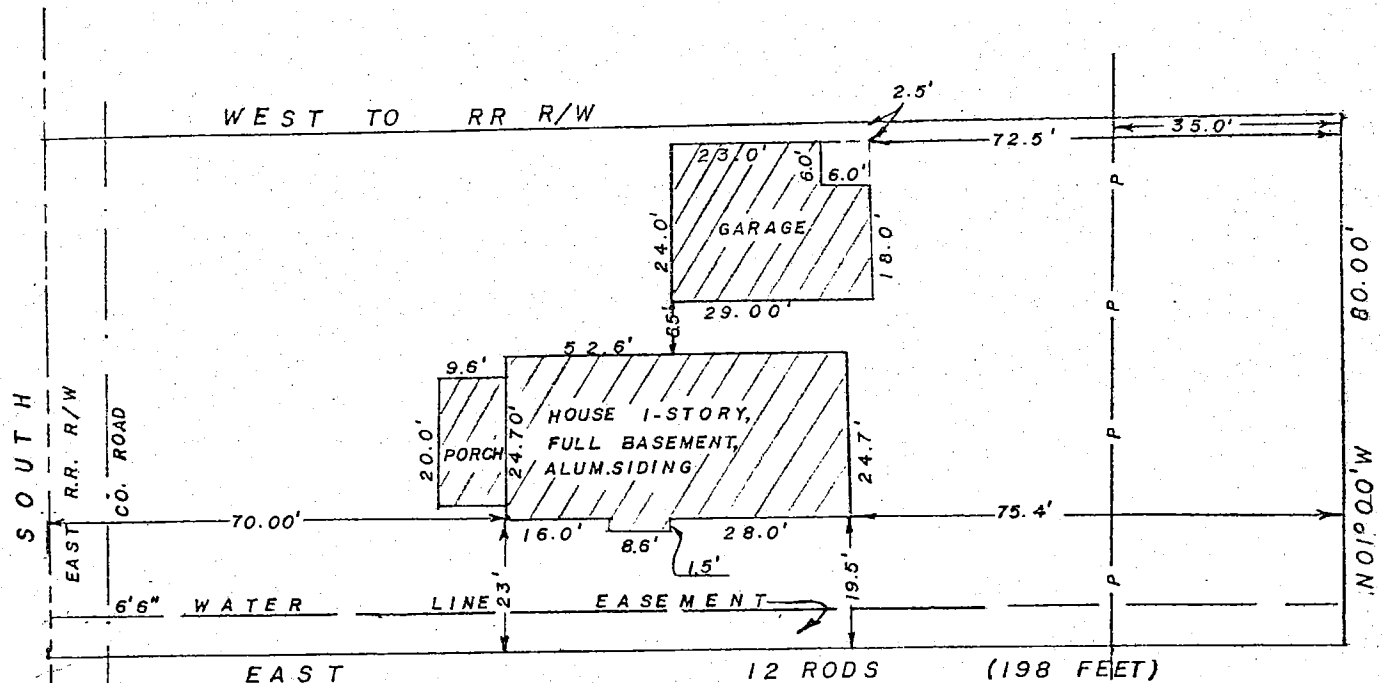 2.5'
WEST TO RR R/W
35.0'
72.5'
23.0'
6.0'
6.0'
GARAGE
24.0'
18.0'
29.00'
80.00'
6.5'
52.6'
9.6'
HOUSE 1-STORY,
FULL BASEMENT,
ALUM.SIDING
20.0'
PORCH
24.70'
24.7'
SOUTH
EAST R.R. R/W
CO. ROAD
70.00'
75.4'
16.0'
8.6'
28.0'
1.5'
N01°00'W
6'6" WATER LINE EASEMENT
23'
19.5'
P
P
P
P
P
EAST 12 RODS (198 FEET)